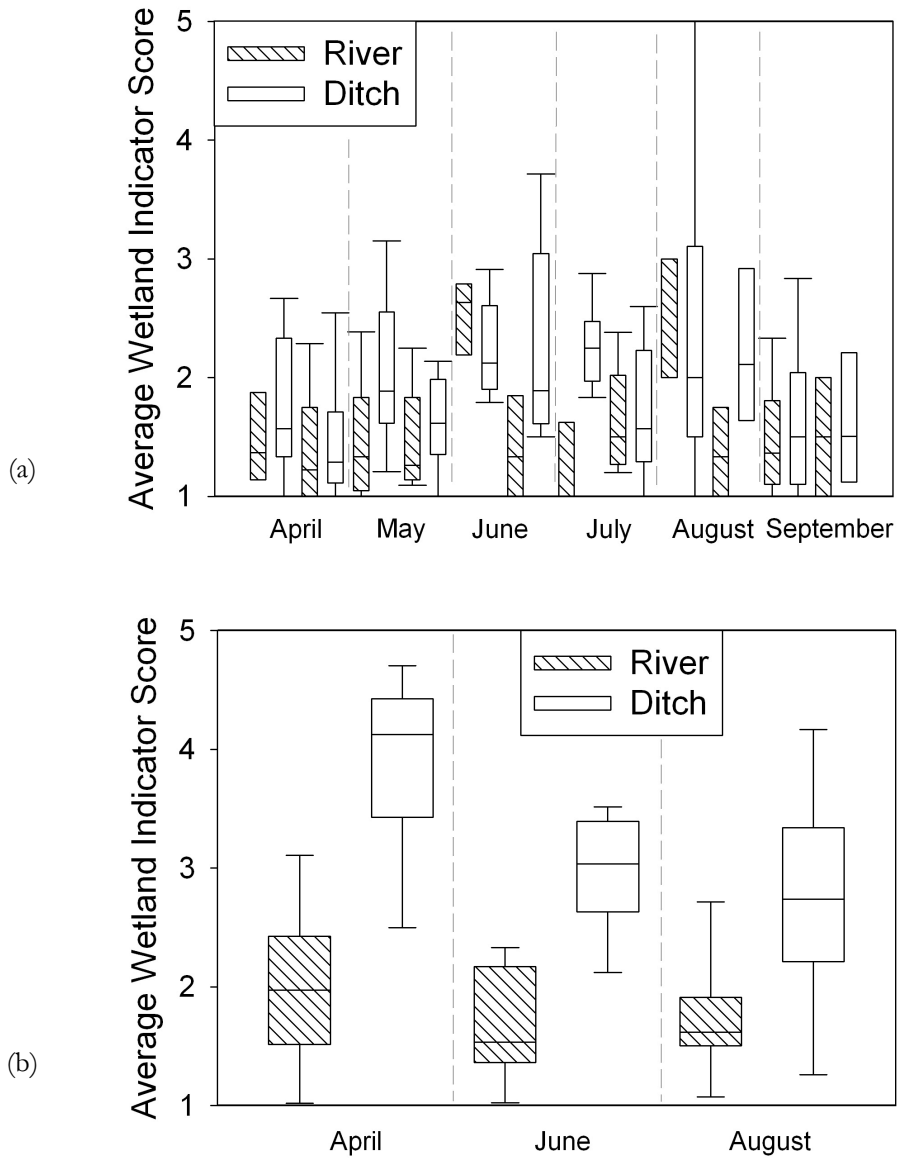 (a)
Average Wetland Indicator Score
5
4
3
2
1
River
Ditch
April May June July August September
(b)
Average Wetland Indicator Score
5
4
3
2
1
River
Ditch
April June August